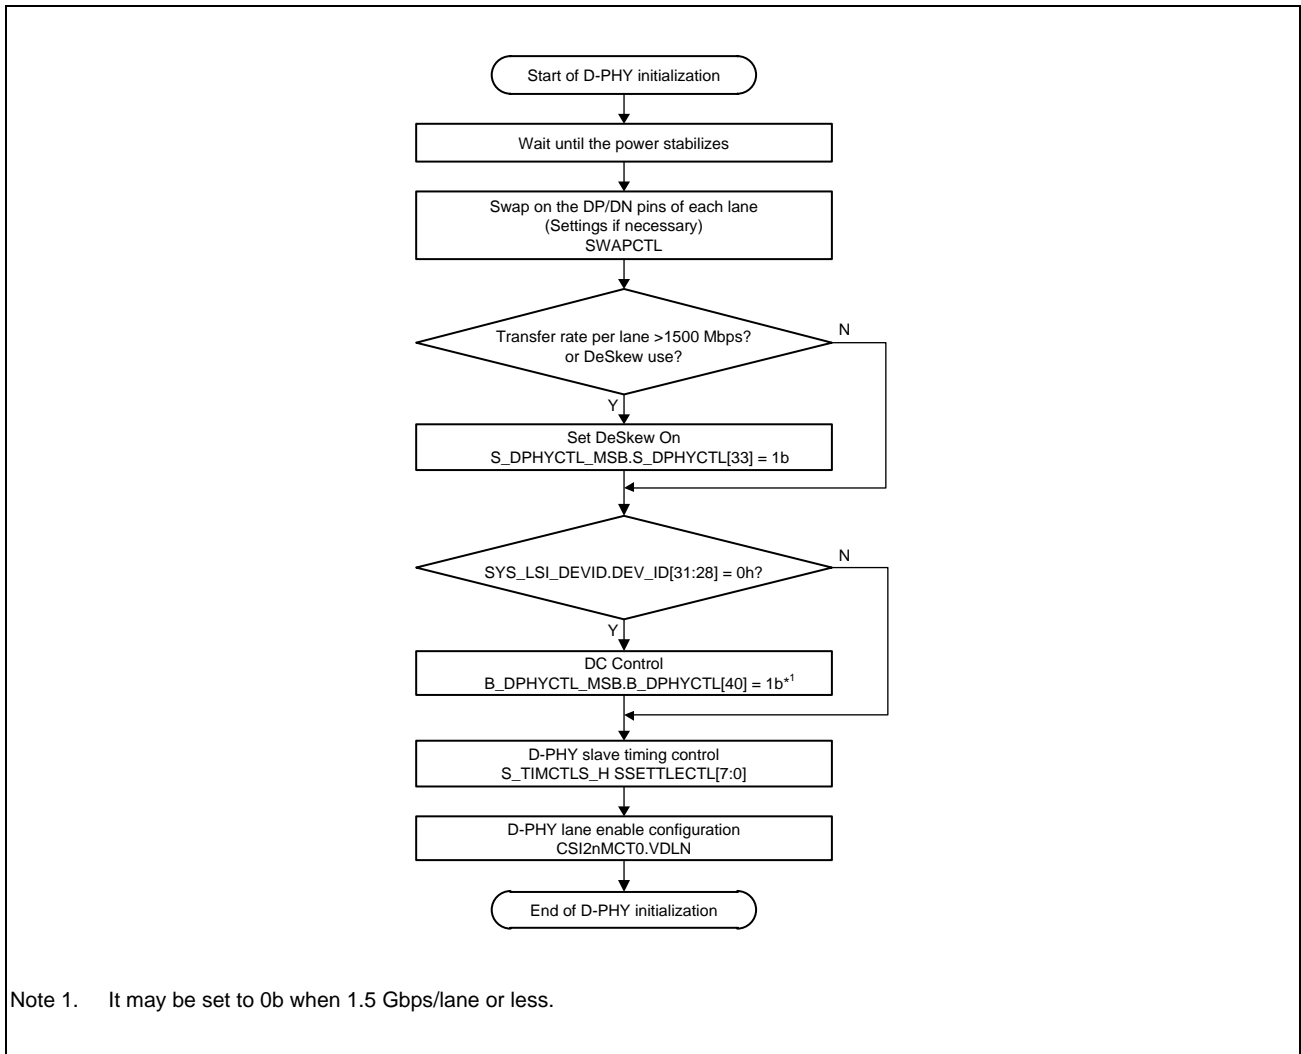 Start of D-PHY initialization
Wait until the power stabilizes
Swap on the DP/DN pins of each lane
(Settings if necessary)
SWAPCTL
Transfer rate per lane >1500 Mbps?
or DeSkew use?
N
Y
Set DeSkew On
S_DPHYCTL_MSB.S_DPHYCTL[33] = 1b
SYS_LSI_DEVID.DEV_ID[31:28] = 0h?
N
Y
DC Control
B_DPHYCTL_MSB.B_DPHYCTL[40] = 1b*1
D-PHY slave timing control
S_TIMCTLS_H SSETTLECTL[7:0]
D-PHY lane enable configuration
CSI2nMCT0.VDLN
End of D-PHY initialization
Note 1. It may be set to 0b when 1.5 Gbps/lane or less.